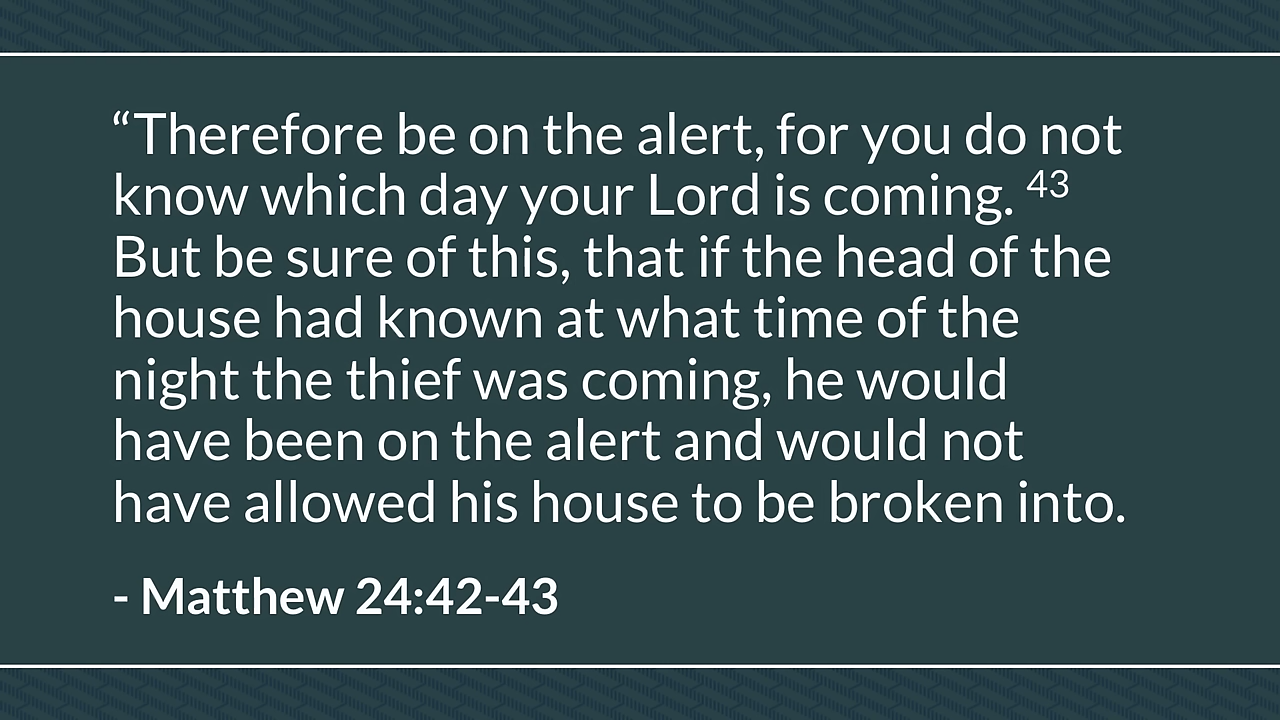 “Therefore be on the alert, for you do not
know which day your Lord is coming. 43
But be sure of this, that if the head of the
house had known at what time of the
night the thief was coming, he would
have been on the alert and would not
have allowed his house to be broken into.
- Matthew 24:42-43